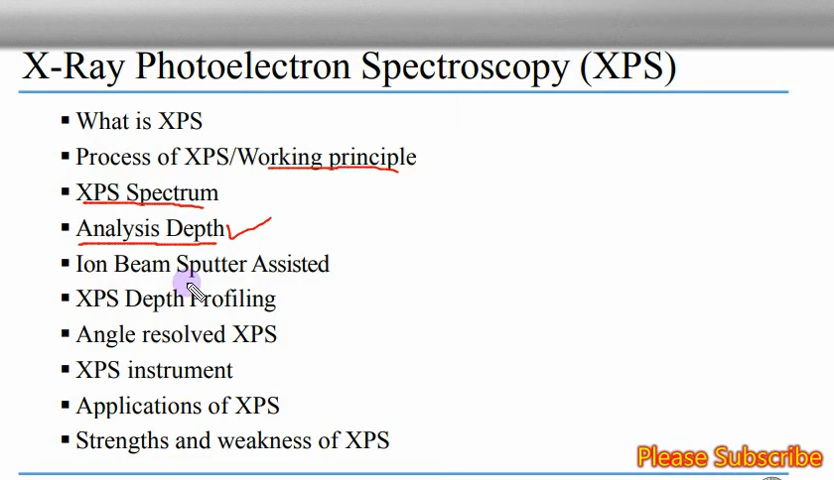 X-Ray Photoelectron Spectroscopy (XPS)
▪ What is XPS
▪ Process of XPS/Working principle
▪ XPS Spectrum
▪ Analysis Depth
▪ Ion Beam Sputter Assisted
▪ XPS Depth Profiling
▪ Angle resolved XPS
▪ XPS instrument
▪ Applications of XPS
▪ Strengths and weakness of XPS
Please Subscribe